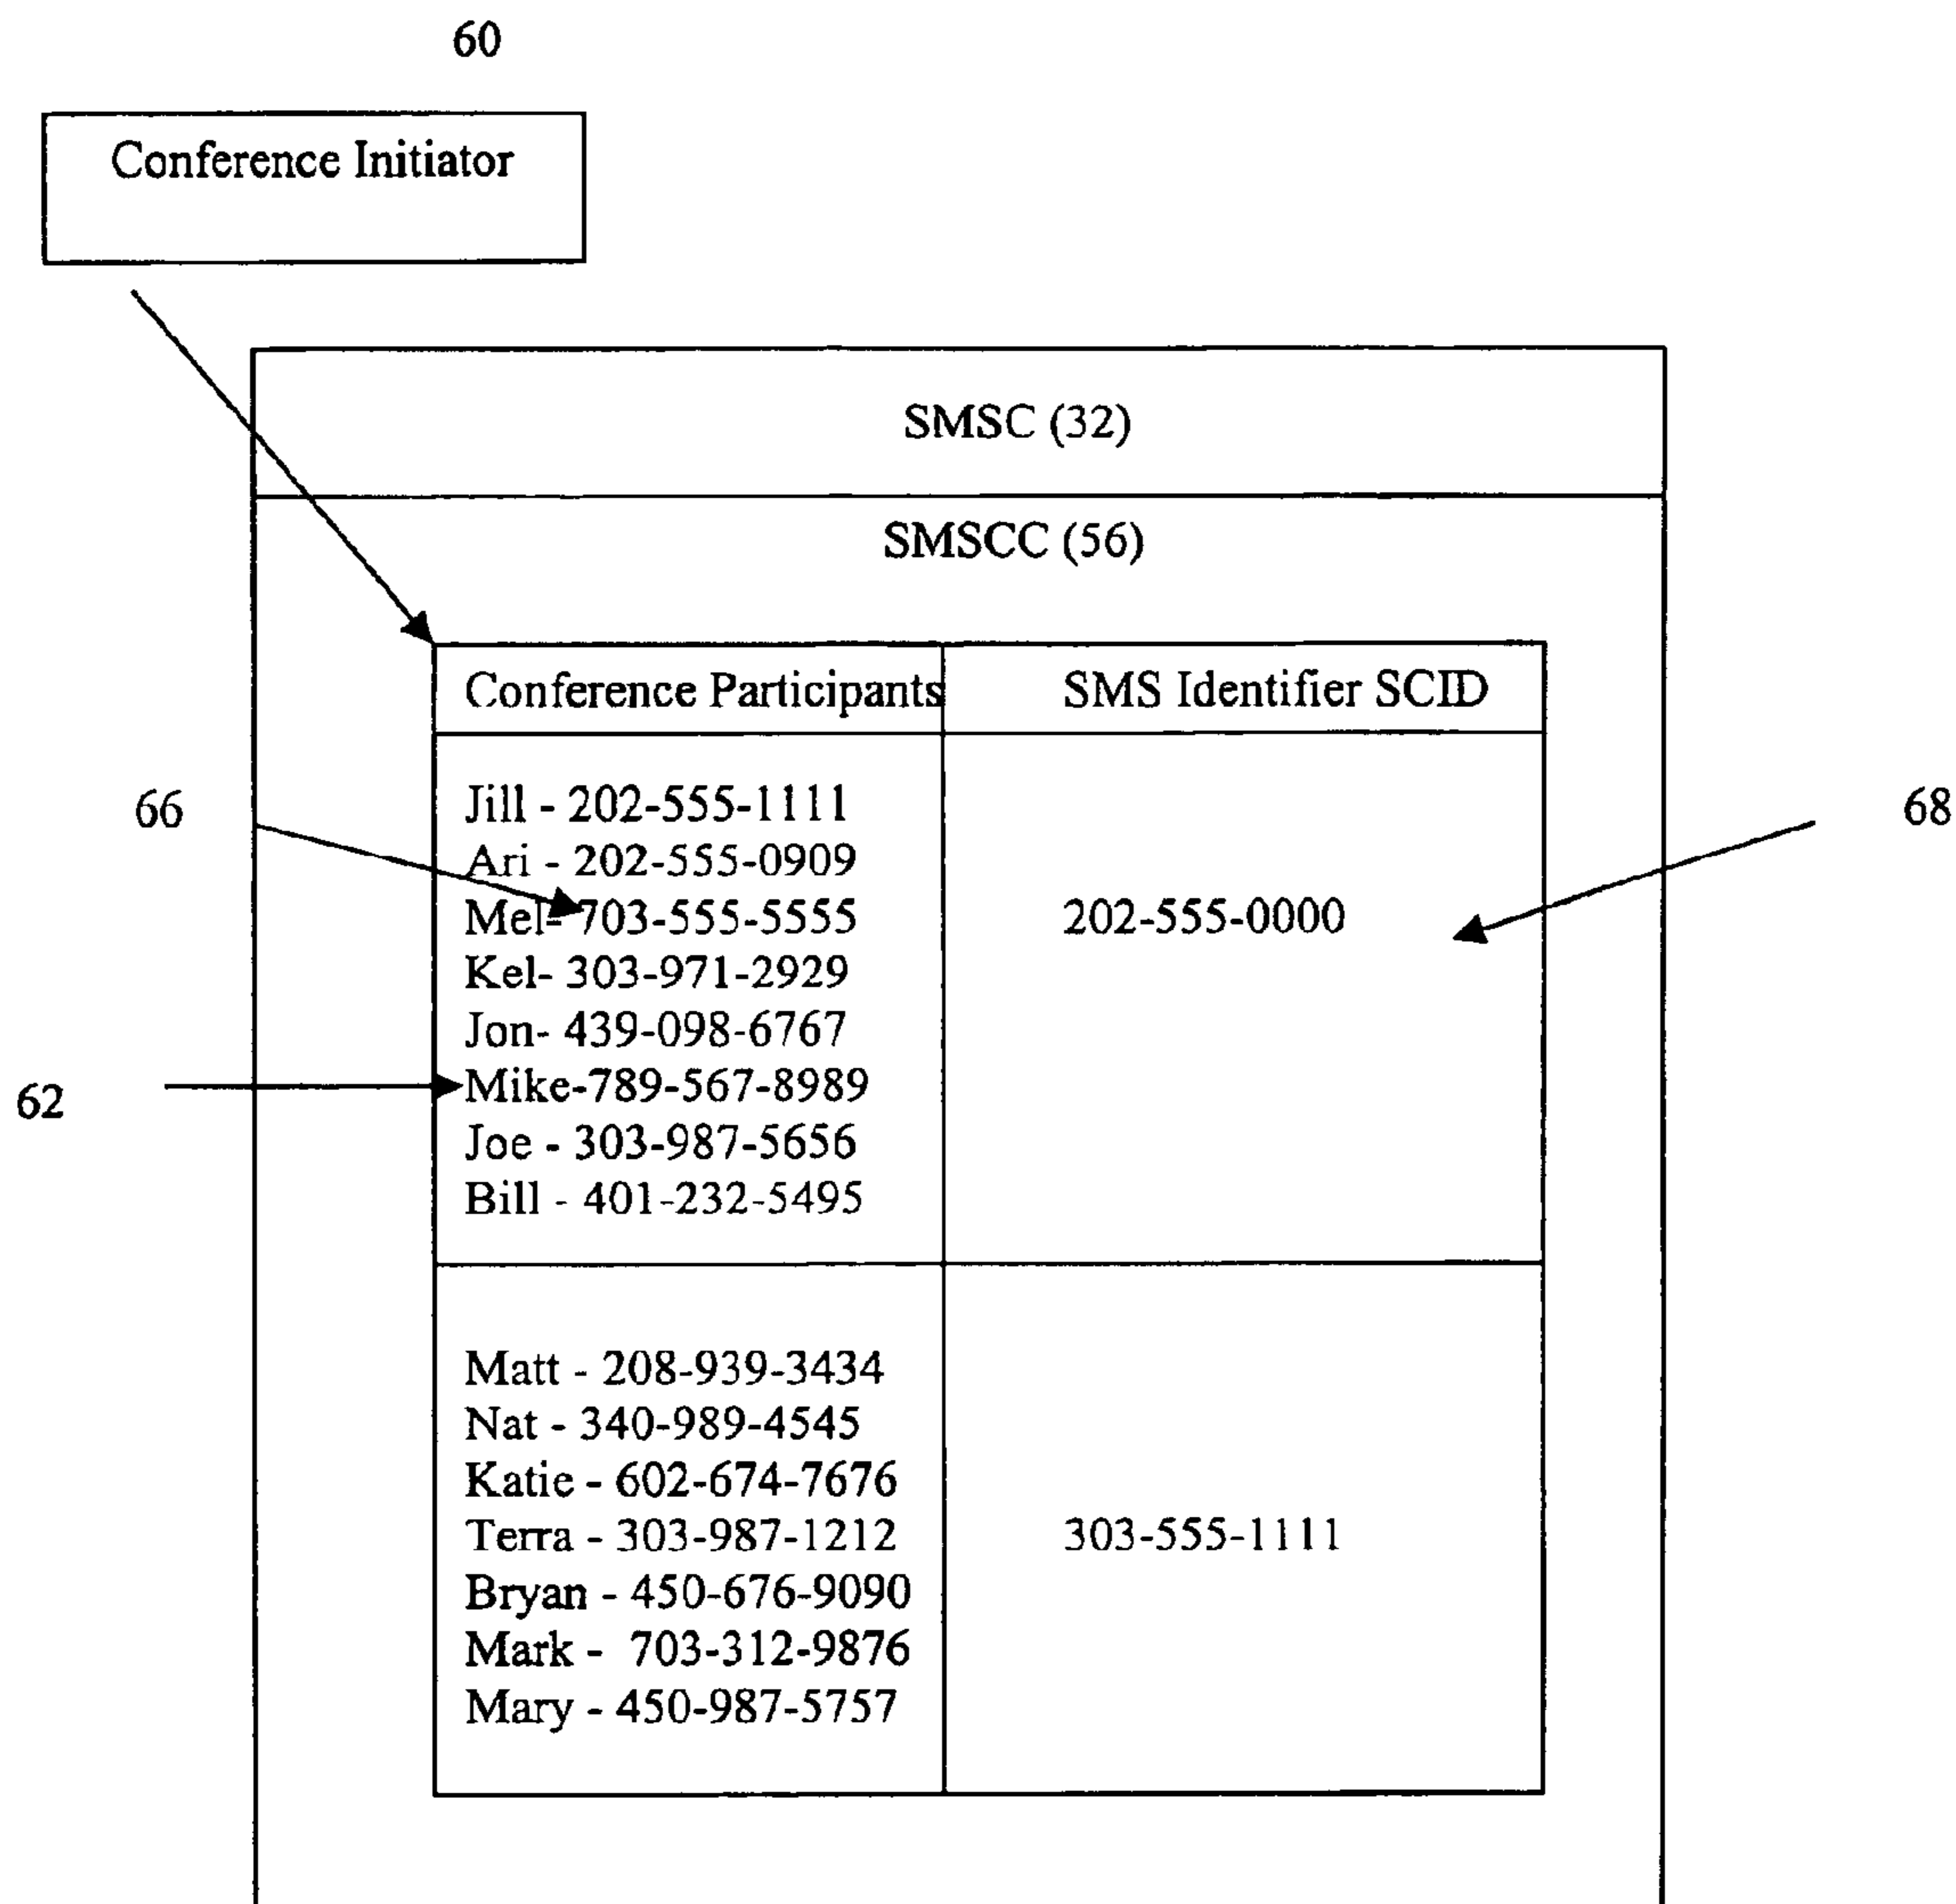 60
Conference Initiator
SMSC (32)
SMSCC (56)
Conference Participants SMS Identifier SCID
66
68
Jill - 202-555-1111
Ari - 202-555-0909
Mel- 703-555-5555 202-555-0000
Kel- 303-971-2929
Jon- 439-098-6767
62
Mike-789-567-8989
Joe - 303-987-5656
Bill - 401-232-5495
Matt - 208-939-3434
Nat - 340-989-4545
Katie - 602-674-7676
Terra - 303-987-1212 303-555-1111
Bryan - 450-676-9090
Mark - 703-312-9876
Mary - 450-987-5757